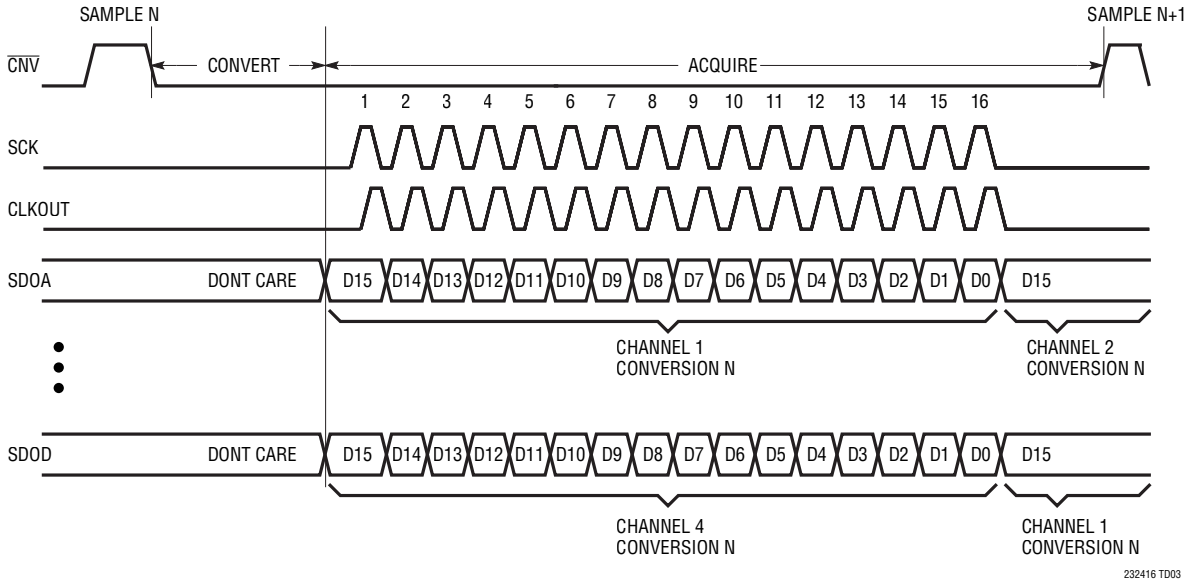 SAMPLE N SAMPLE N+1
CNV CONVERT ACQUIRE
1 2 3 4 5 6 7 8 9 10 11 12 13 14 15 16
SCK
CLKOUT
SDOA DONT CARE D15 D14 D13 D12 D11 D10 D9 D8 D7 D6 D5 D4 D3 D2 D1 D0 D15
CHANNEL 1 CHANNEL 2
CONVERSION N CONVERSION N
SDOD DONT CARE D15 D14 D13 D12 D11 D10 D9 D8 D7 D6 D5 D4 D3 D2 D1 D0 D15
CHANNEL 4 CHANNEL 1
CONVERSION N CONVERSION N
232416 TD03